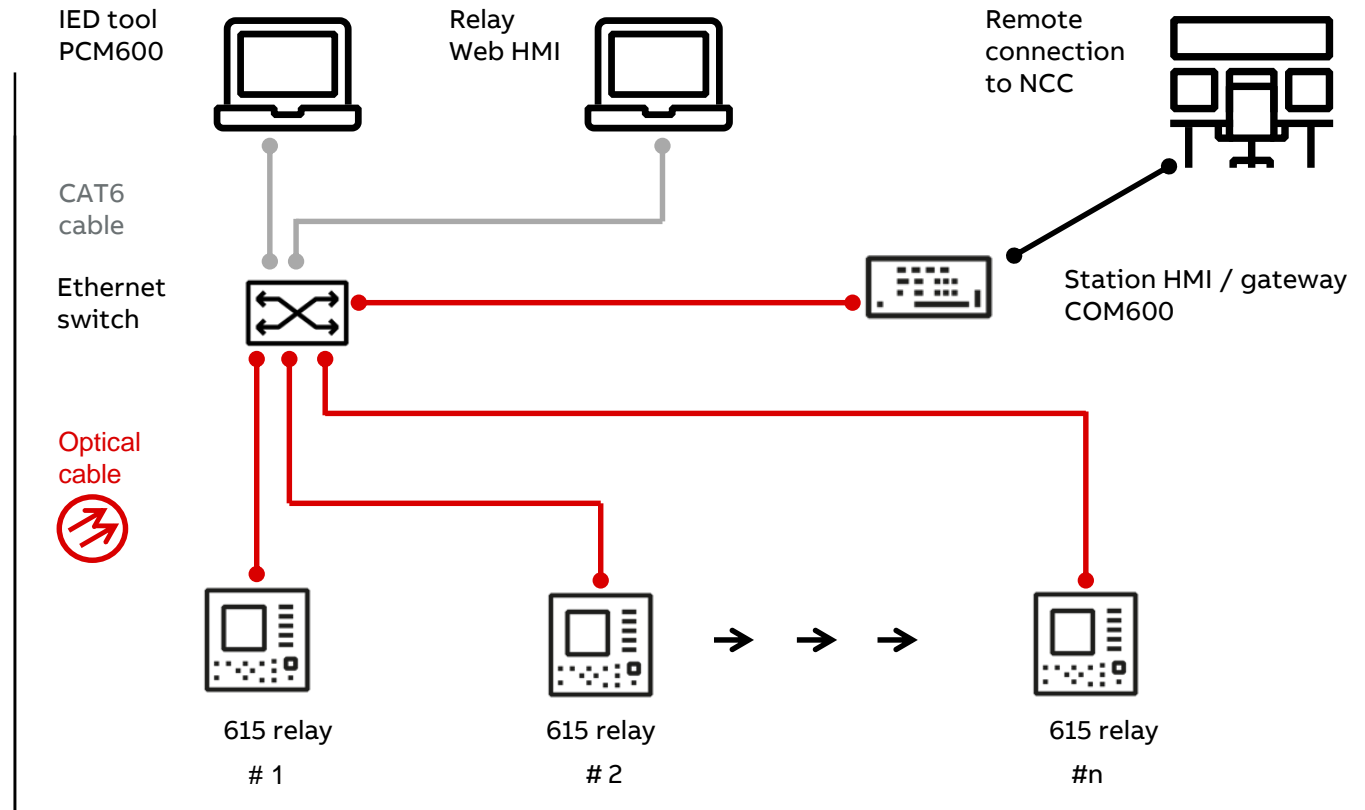 IED tool
PCM600
Relay
Web HMI
Remote
connection
to NCC
CAT6
cable
Ethernet
switch
Station HMI / gateway
COM600
Optical
cable
615 relay
# 1
615 relay
# 2
615 relay
#n